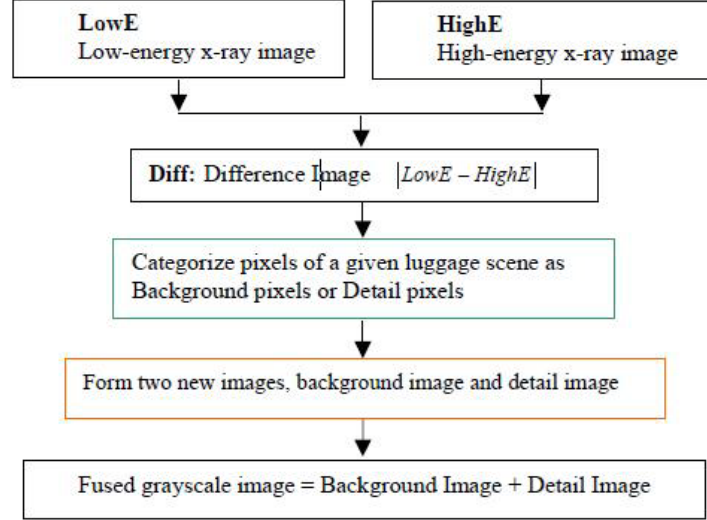 LowE
Low-energy x-ray image
HighE
High-energy x-ray image
Diff: Difference Image |LowE – HighE|
Categorize pixels of a given luggage scene as
Background pixels or Detail pixels
Form two new images, background image and detail image
Fused grayscale image = Background Image + Detail Image